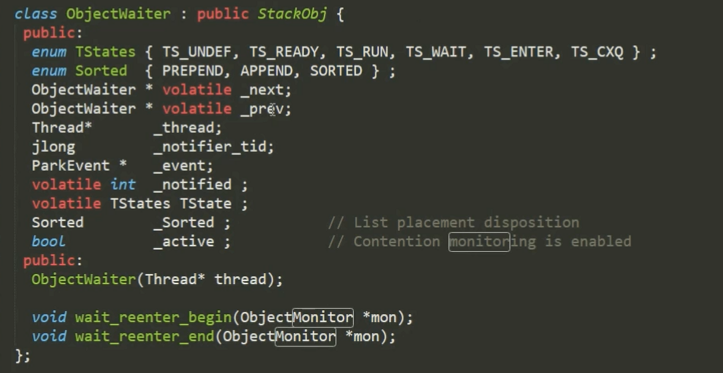 class ObjectWaiter : public StackObj {
 public:
  enum TStates { TS_UNDEF, TS_READY, TS_RUN, TS_WAIT, TS_ENTER, TS_CXQ } ;
  enum Sorted  { PREPEND, APPEND, SORTED } ;
  ObjectWaiter * volatile _next;
  ObjectWaiter * volatile _prev;
  Thread*       _thread;
  jlong         _notifier_tid;
  ParkEvent *   _event;
  volatile int  _notified ;
  volatile TStates TState ;
  Sorted        _Sorted ;           // List placement disposition
  bool          _active ;           // Contention monitoring is enabled
 public:
  ObjectWaiter(Thread* thread);

  void wait_reenter_begin(ObjectMonitor *mon);
  void wait_reenter_end(ObjectMonitor *mon);
};